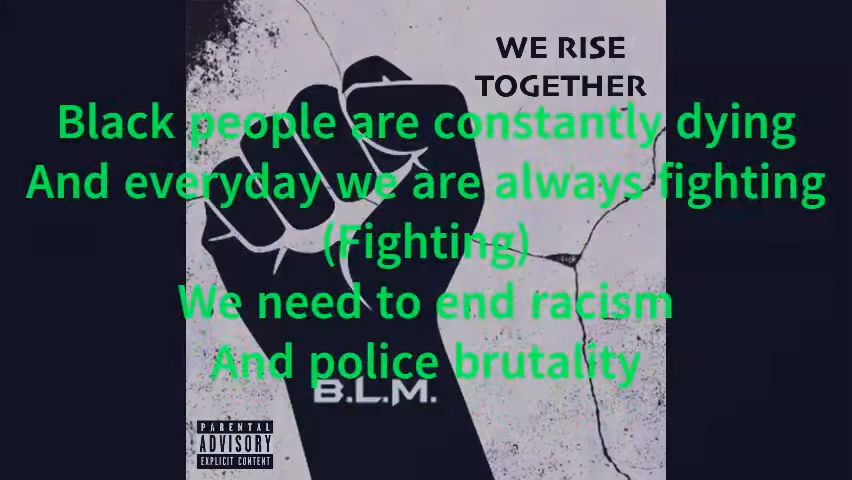 WE RISE
TOGETHER
Black people are constantly dying
And everyday we are always fighting
(Fighting)
We need to end racism
And police brutality
B.L.M.
PARENTAL
ADVISORY
EXPLICIT CONTENT